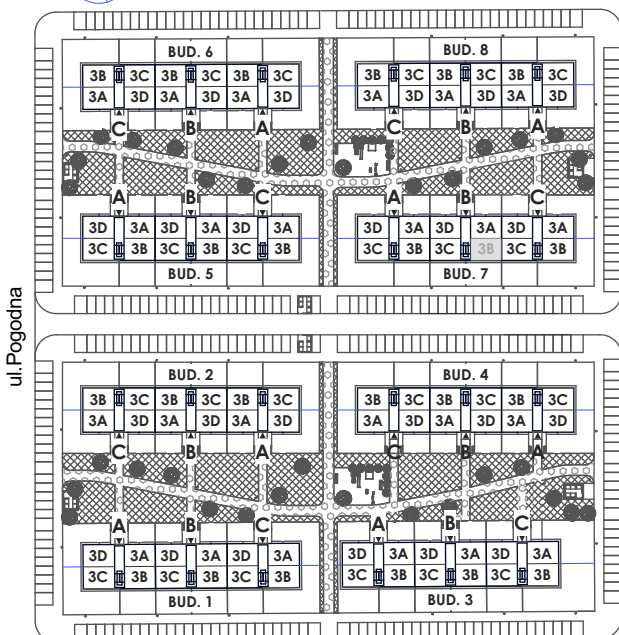 BUD. 6 BUD. 8
3B 3C 3B 3C 3B 3C 3B 3C 3B 3C 3B 3C
3A 3D 3A 3D 3A 3D 3A 3D 3A 3D 3A 3D
C B A C B A
A B C A B C
3D 3A 3D 3A 3D 3A 3D 3A 3D 3A 3D 3A
3C 3B 3C 3B 3C 3B 3C 3B 3C 3B 3C 3B
BUD. 5 BUD. 7
ul.Pogodna
BUD. 2 BUD. 4
3B 3C 3B 3C 3B 3C 3B 3C 3B 3C 3B 3C
3A 3D 3A 3D 3A 3D 3A 3D 3A 3D 3A 3D
C B A C B A
A B C A B C
3D 3A 3D 3A 3D 3A 3D 3A 3D 3A 3D 3A
3C 3B 3C 3B 3C 3B 3C 3B 3C 3B 3C 3B
BUD. 1 BUD. 3